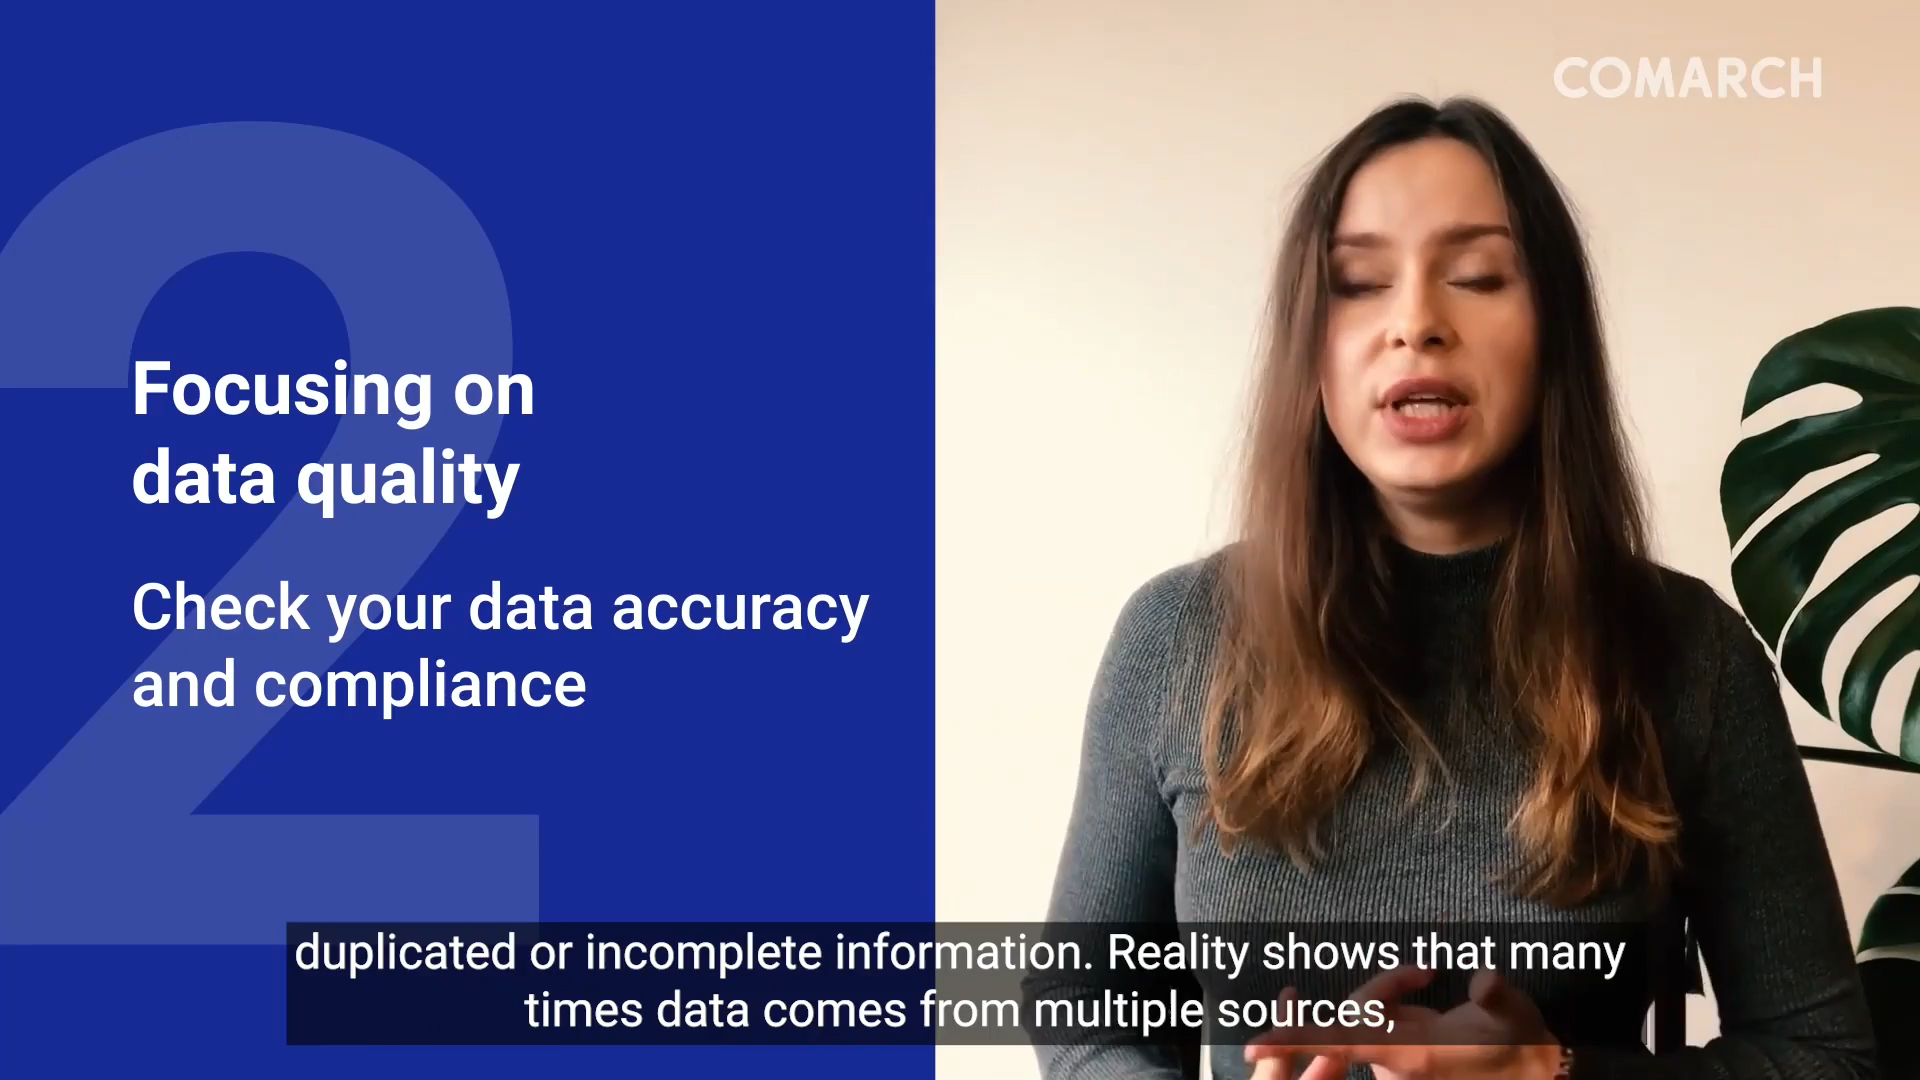 COMARCH
2
Focusing on
data quality
Check your data accuracy
and compliance
duplicated or incomplete information. Reality shows that many
times data comes from multiple sources,